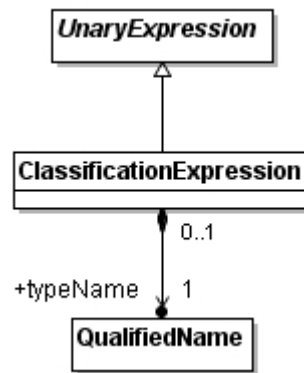 UnaryExpression
ClassificationExpression
0..1
+typeName 1
QualifiedName